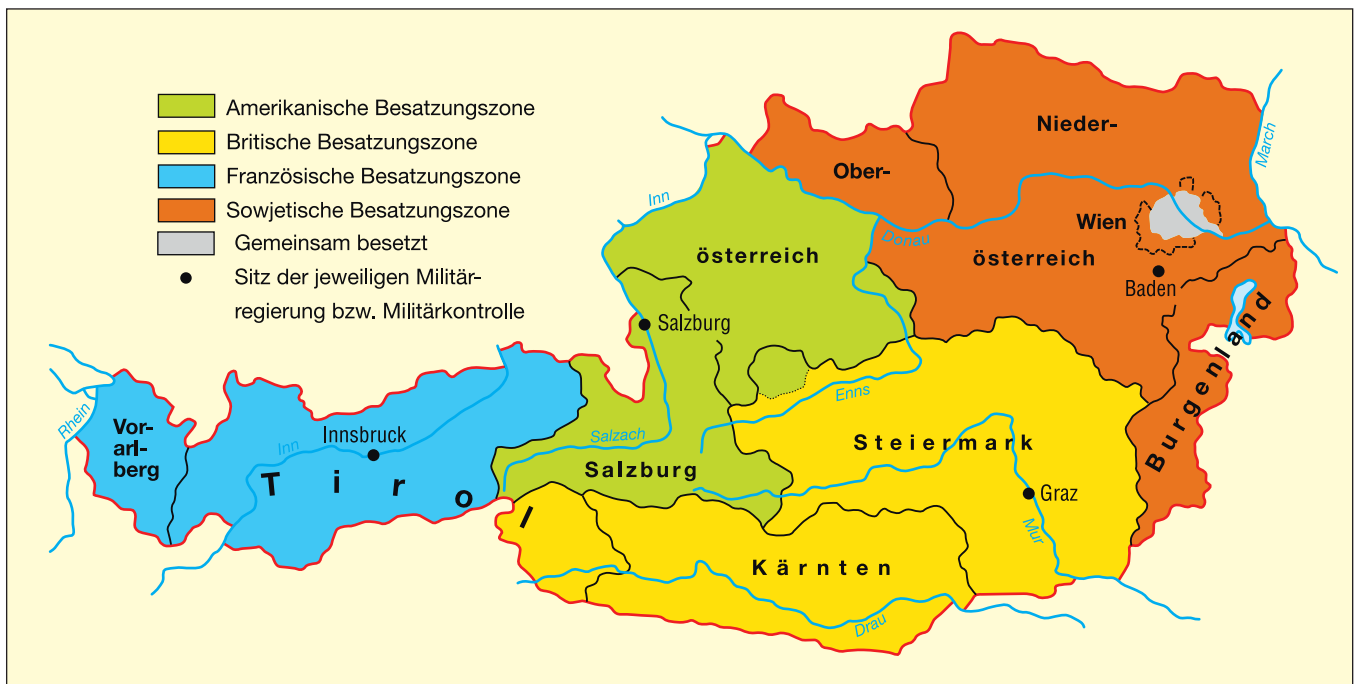 Amerikanische Besatzungszone
Britische Besatzungszone
Französische Besatzungszone
Sowjetische Besatzungszone
Gemeinsam besetzt
Sitz der jeweiligen Militär-
regierung bzw. Militärkontrolle
Nieder-
österreich
March
Ober-
österreich
Inn
Donau
Wien
Baden
Burgenland
Salzburg
Enns
Salzach
Salzburg
Steiermark
Graz
Mur
Rhein
Vor-
arl-
berg
Innsbruck
Inn
Tirol
Kärnten
Drau